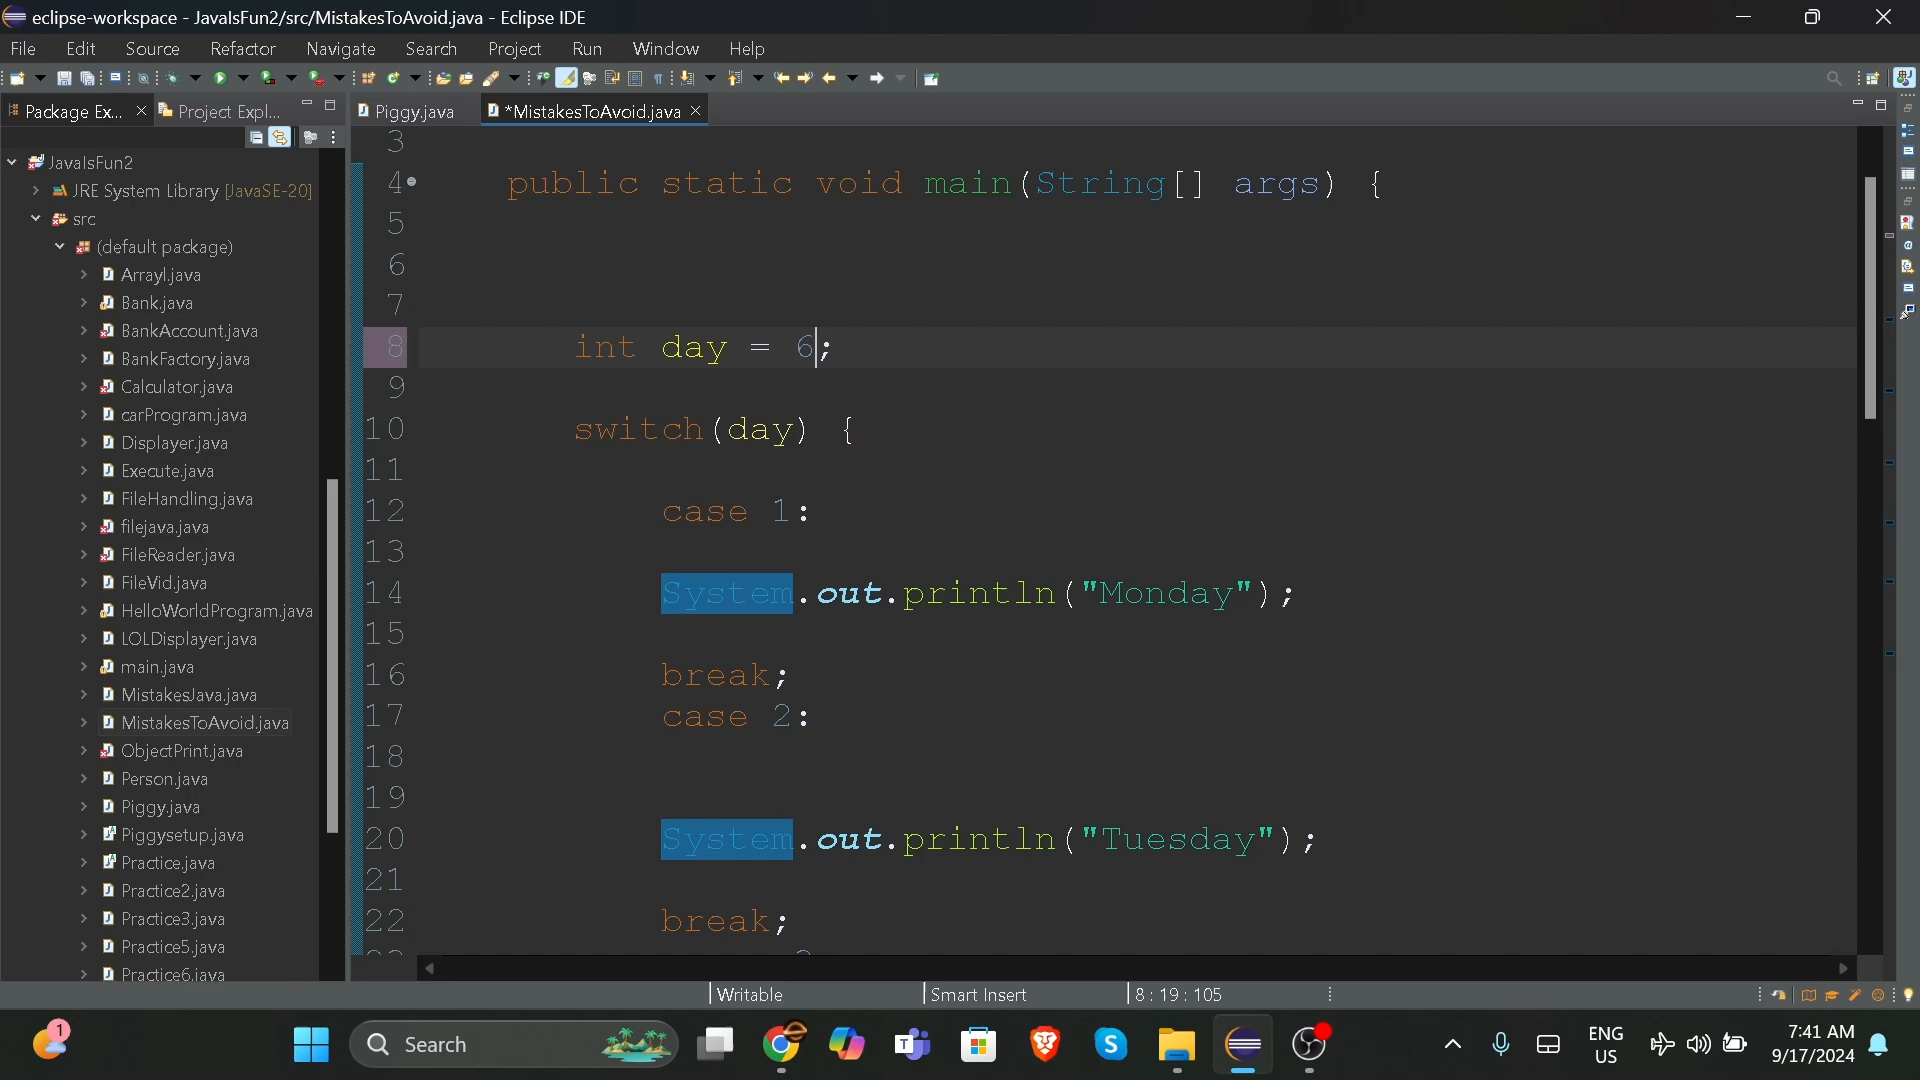 eclipse-workspace - JavaIsFun2/src/MistakesToAvoid.java - Eclipse IDE
File Edit Source Refactor Navigate Search Project Run Window Help
Package Ex... Project Expl... Piggy.java *MistakesToAvoid.java
JavaIsFun2
JRE System Library [JavaSE-20]
src
(default package)
ArrayI.java
Bank.java
BankAccount.java
BankFactory.java
Calculator.java
carProgram.java
Displayer.java
Execute.java
FileHandling.java
filejava.java
FileReader.java
FileVid.java
HelloWorldProgram.java
LOLDisplayer.java
main.java
MistakesJava.java
MistakesToAvoid.java
ObjectPrint.java
Person.java
Piggy.java
Piggysetup.java
Practice.java
Practice2.java
Practice3.java
Practice5.java
Practice6.java
3
4 public static void main(String[] args) {
5
6
7
8 int day = 6;
9
10 switch(day) {
11
12 case 1:
13
14 System.out.println("Monday");
15
16 break;
17 case 2:
18
19
20 System.out.println("Tuesday");
21
22 break;
Writable Smart Insert 8 : 19 : 105
1
Search
ENG
US
7:41 AM
9/17/2024